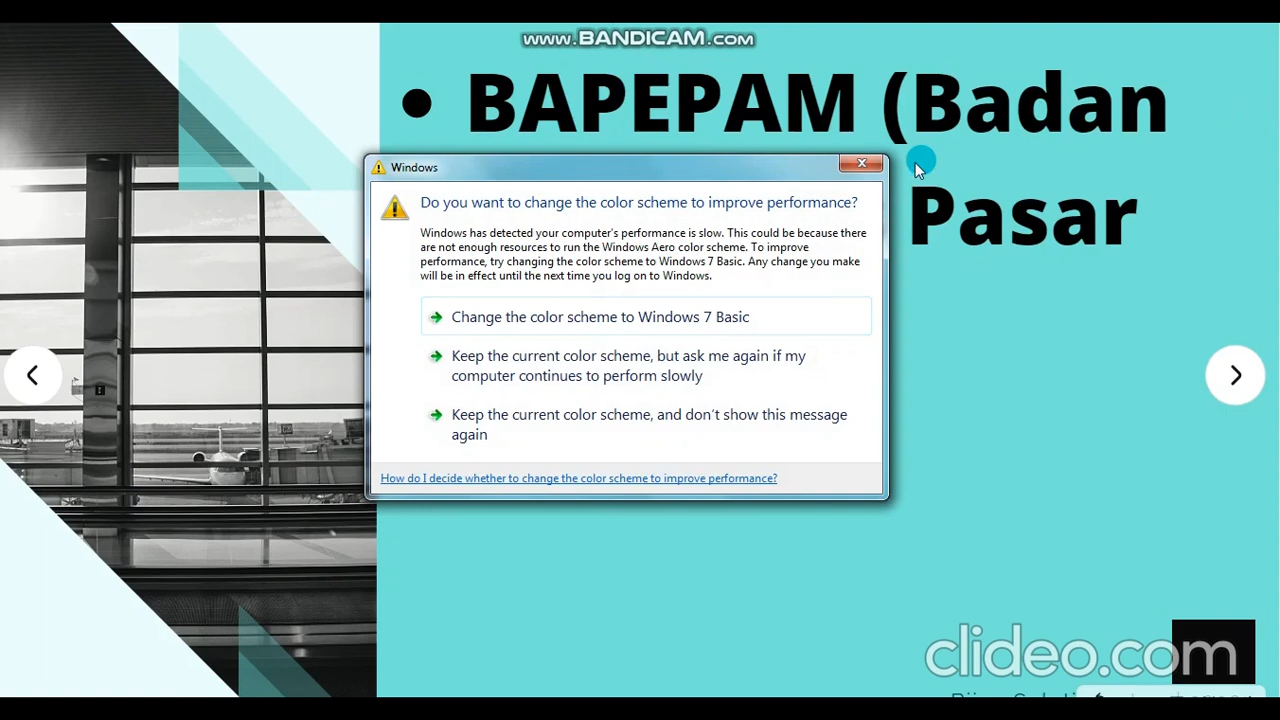 www.BANDICAM.com
• BAPEPAM (Badan
Pasar
Windows
Do you want to change the color scheme to improve performance?
Windows has detected your computer's performance is slow. This could be because there
are not enough resources to run the Windows Aero color scheme. To improve
performance, try changing the color scheme to Windows 7 Basic. Any change you make
will be in effect until the next time you log on to Windows.
Change the color scheme to Windows 7 Basic
Keep the current color scheme, but ask me again if my
computer continues to perform slowly
Keep the current color scheme, and don't show this message
again
How do I decide whether to change the color scheme to improve performance?
clideo.com